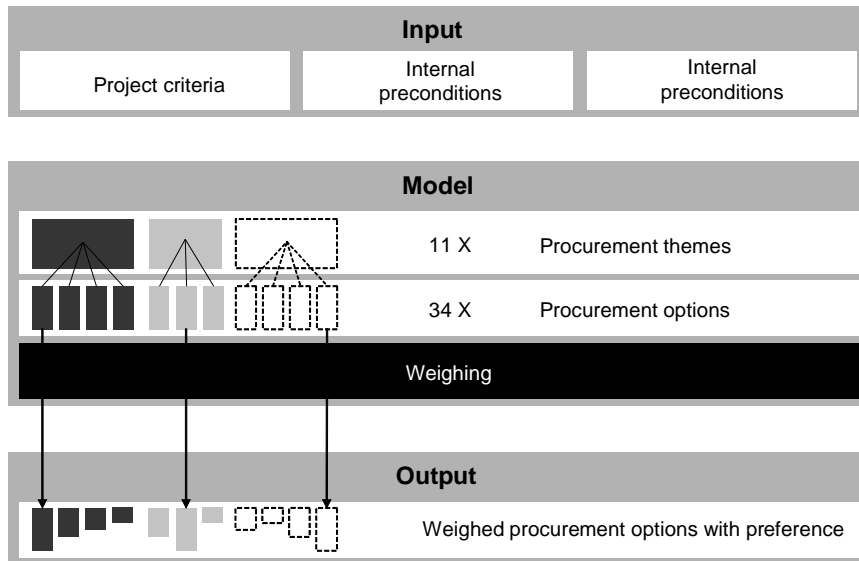 Input
Project criteria
Internal
preconditions
Internal
preconditions
Model
11 X Procurement themes
34 X Procurement options
Weighing
Output
Weighed procurement options with preference